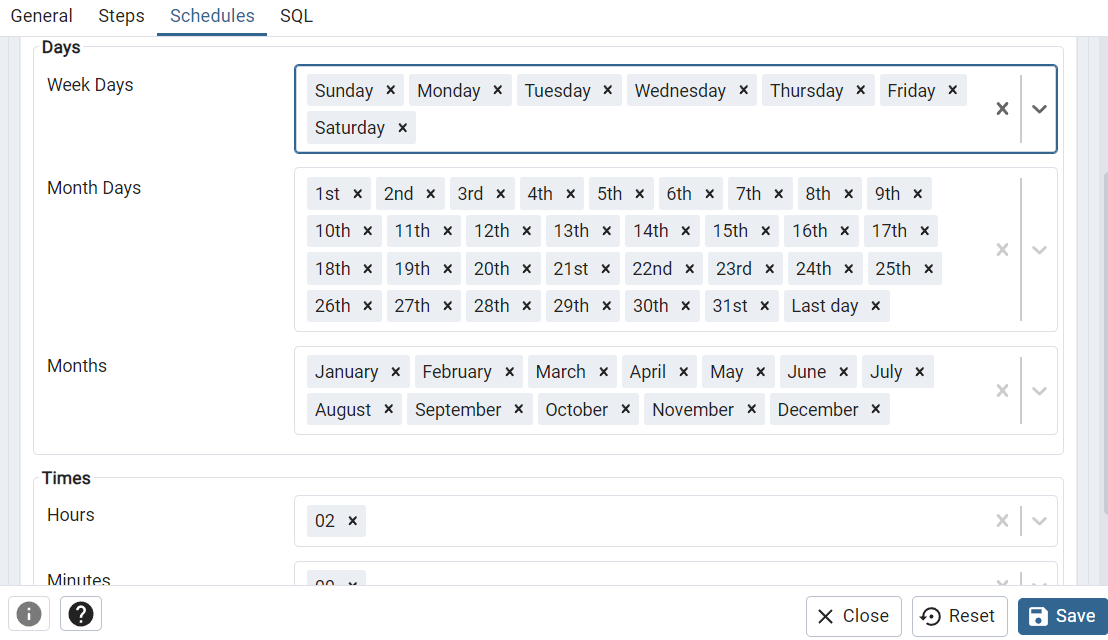 General Steps Schedules SQL
Days
Week Days
Sunday × Monday × Tuesday × Wednesday × Thursday × Friday ×
Saturday ×
Month Days
1st × 2nd × 3rd × 4th × 5th × 6th × 7th × 8th × 9th ×
10th × 11th × 12th × 13th × 14th × 15th × 16th × 17th ×
18th × 19th × 20th × 21st × 22nd × 23rd × 24th × 25th ×
26th × 27th × 28th × 29th × 30th × 31st × Last day ×
Months
January × February × March × April × May × June × July ×
August × September × October × November × December ×
Times
Hours
02 ×
Minutes
Close Reset Save